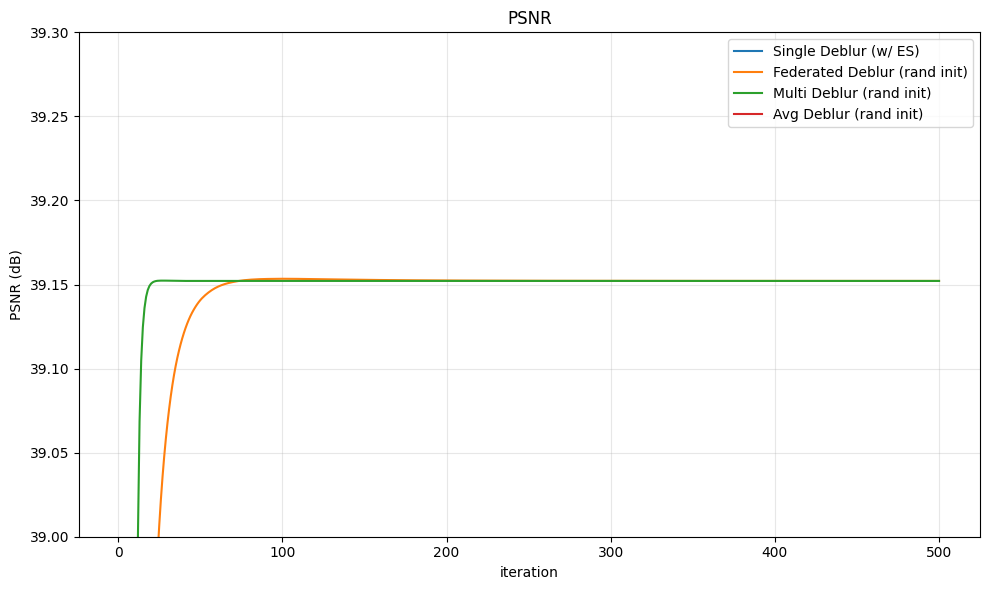 PSNR
39.30
39.25
39.20
39.15
39.10
39.05
39.00
PSNR (dB)
Single Deblur (w/ ES)
Federated Deblur (rand init)
Multi Deblur (rand init)
Avg Deblur (rand init)
0
100
200
300
400
500
iteration